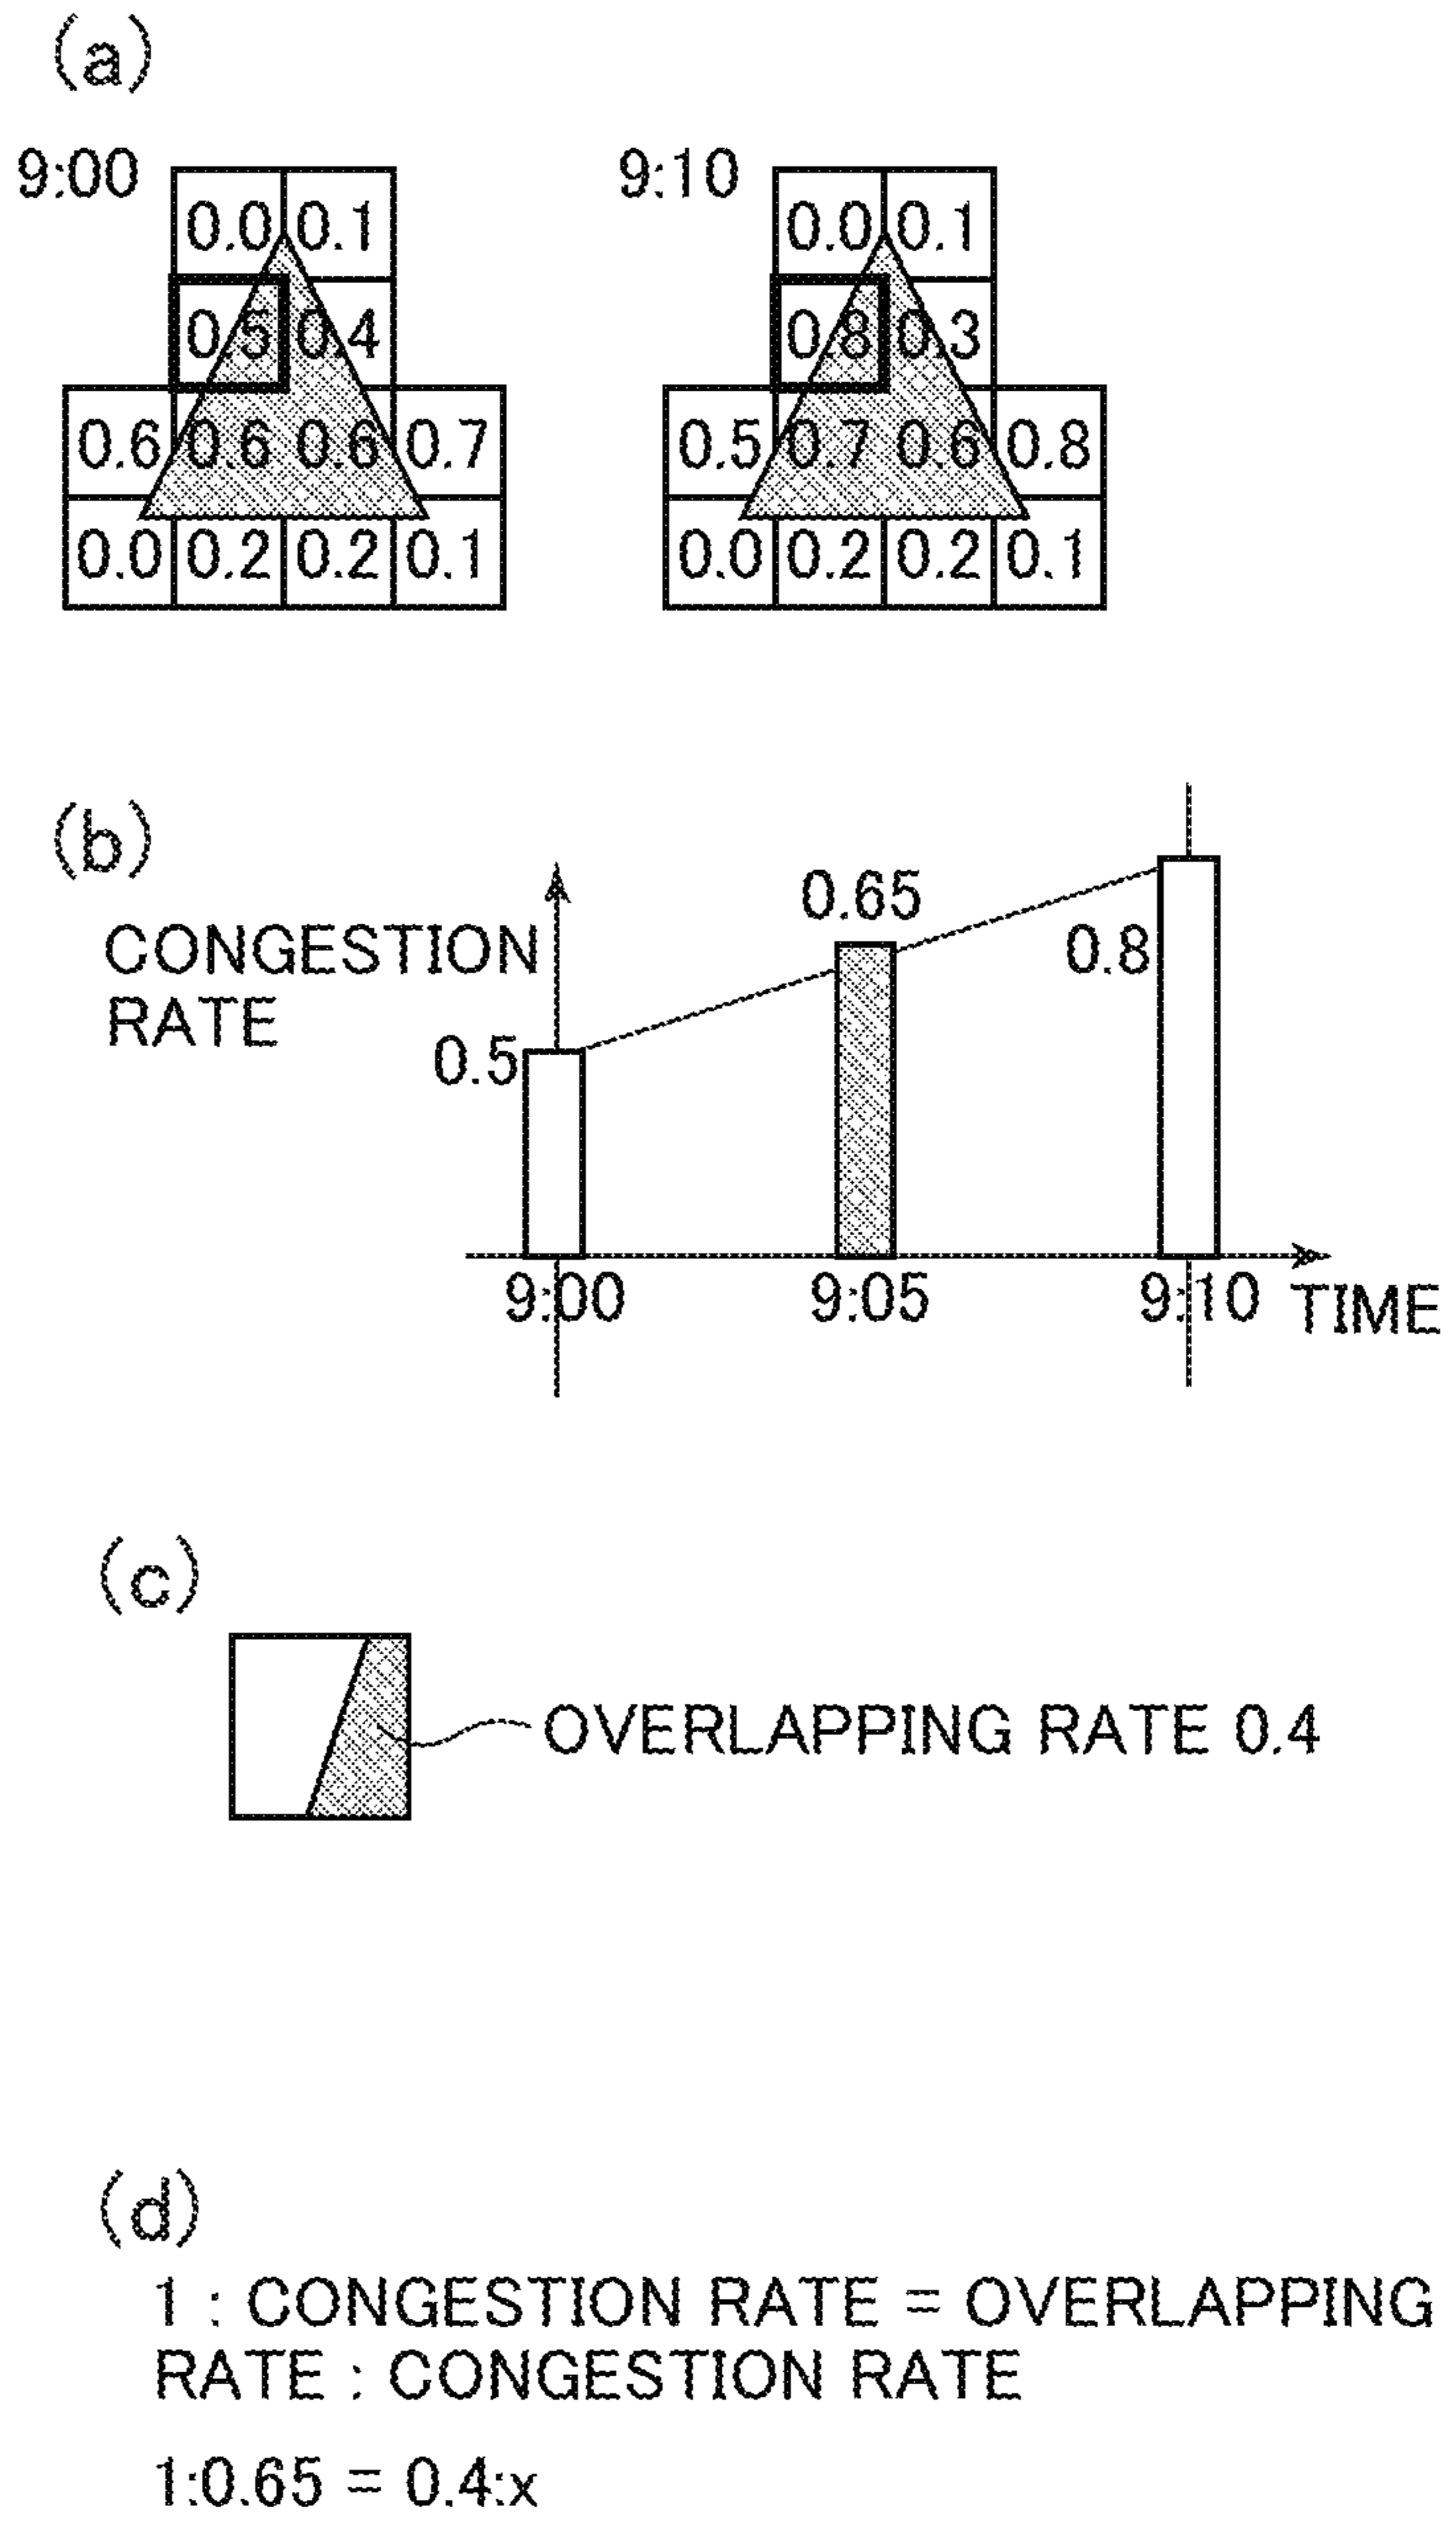 (a)
9:00
0.0 0.1
0.5 0.4
0.6 0.6 0.6 0.7
0.0 0.2 0.2 0.1
9:10
0.0 0.1
0.8 0.3
0.5 0.7 0.6 0.8
0.0 0.2 0.2 0.1
(b)
CONGESTION
RATE
0.5
0.65
0.8
9:00 9:05 9:10 TIME
(c)
OVERLAPPING RATE 0.4
(d)
1 : CONGESTION RATE = OVERLAPPING
RATE : CONGESTION RATE
1:0.65 = 0.4:x